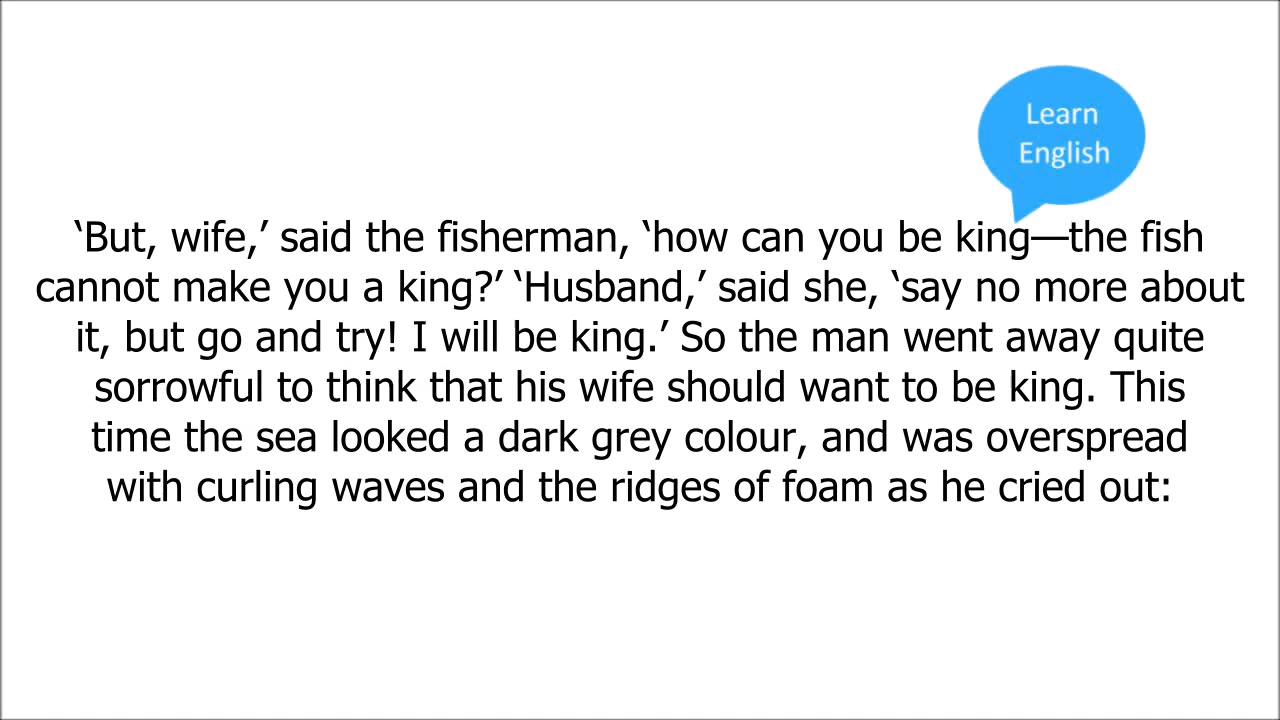 Learn
English
‘But, wife,’ said the fisherman, ‘how can you be king—the fish
cannot make you a king?’ ‘Husband,’ said she, ‘say no more about
it, but go and try! I will be king.’ So the man went away quite
sorrowful to think that his wife should want to be king. This
time the sea looked a dark grey colour, and was overspread
with curling waves and the ridges of foam as he cried out: